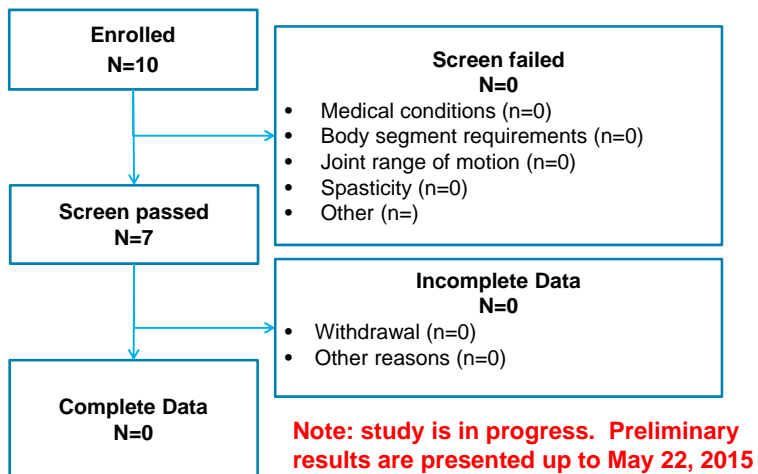 Enrolled
N=10
Screen failed
N=0
• Medical conditions (n=0)
• Body segment requirements (n=0)
• Joint range of motion (n=0)
• Spasticity (n=0)
• Other (n=)
Screen passed
N=7
Incomplete Data
N=0
• Withdrawal (n=0)
• Other reasons (n=0)
Complete Data
N=0
Note: study is in progress.  Preliminary
results are presented up to May 22, 2015